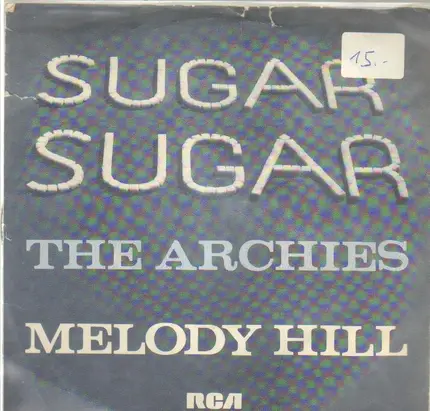 15.-
SUGAR
SUGAR
THE ARCHIES
MELODY HILL
RCA